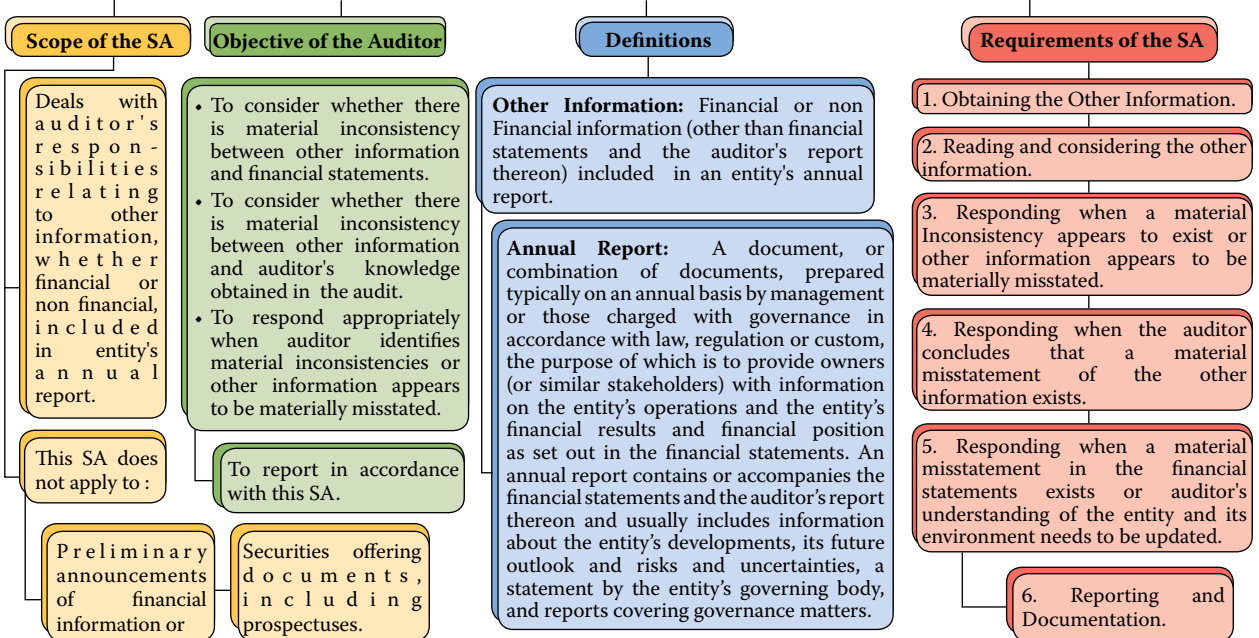 Scope of the SA
Deals with
auditor's
respon-
sibilities
relating
to other
information,
whether
financial or
non financial,
included
in entity's
annual
report.
This SA does
not apply to :
Preliminary
announcements
of financial
information or
Securities offering
documents,
including
prospectuses.
Objective of the Auditor
• To consider whether there
is material inconsistency
between other information
and financial statements.
• To consider whether there
is material inconsistency
between other information
and auditor's knowledge
obtained in the audit.
• To respond appropriately
when auditor identifies
material inconsistencies or
other information appears
to be materially misstated.
To report in accordance
with this SA.
Definitions
Other Information: Financial or non
Financial information (other than financial
statements and the auditor's report
thereon) included in an entity's annual
report.
Annual Report: A document, or
combination of documents, prepared
typically on an annual basis by management
or those charged with governance in
accordance with law, regulation or custom,
the purpose of which is to provide owners
(or similar stakeholders) with information
on the entity's operations and the entity's
financial results and financial position
as set out in the financial statements. An
annual report contains or accompanies the
financial statements and the auditor's report
thereon and usually includes information
about the entity's developments, its future
outlook and risks and uncertainties, a
statement by the entity's governing body,
and reports covering governance matters.
Requirements of the SA
1. Obtaining the Other Information.
2. Reading and considering the other
information.
3. Responding when a material
Inconsistency appears to exist or
other information appears to be
materially misstated.
4. Responding when the auditor
concludes that a material
misstatement of the other
information exists.
5. Responding when a material
misstatement in the financial
statements exists or auditor's
understanding of the entity and its
environment needs to be updated.
6. Reporting and
Documentation.